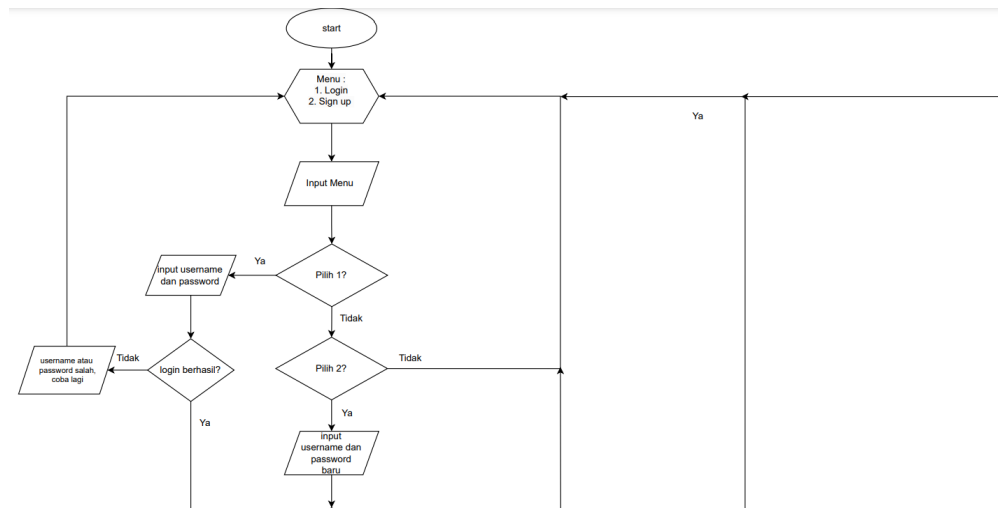 start
Menu :
1. Login
2. Sign up
Ya
Input Menu
Pilih 1?
Ya
input username
dan password
Tidak
login berhasil?
Tidak
username atau
password salah,
coba lagi
Pilih 2?
Tidak
Ya
Ya
input
username dan
password
baru